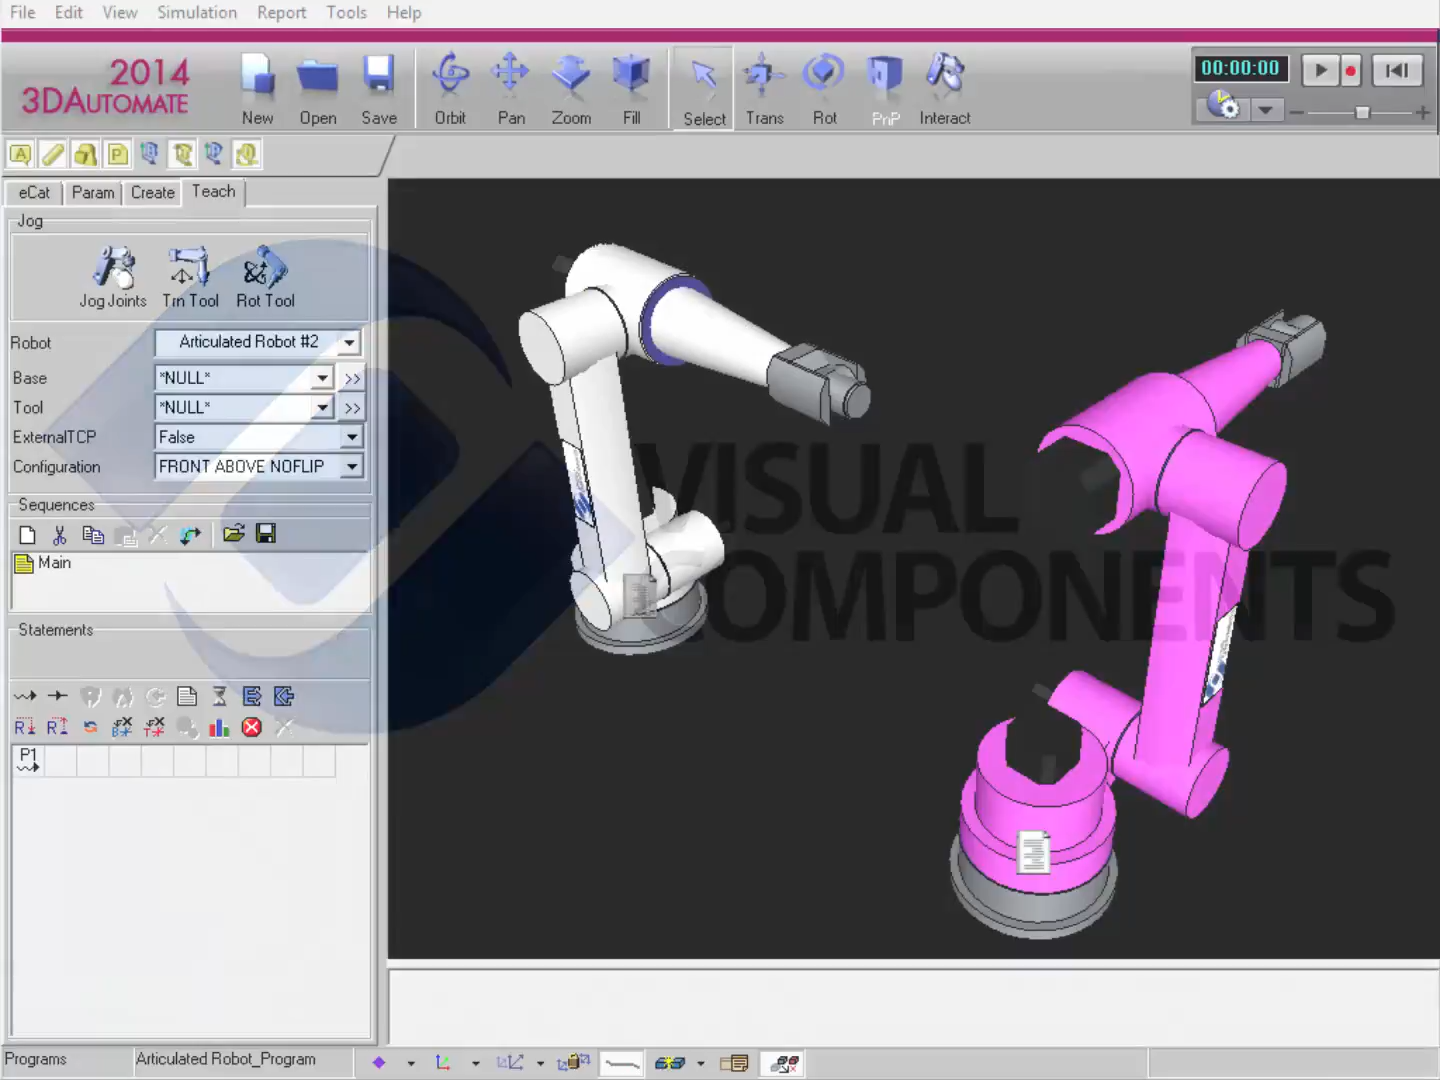 File Edit View Simulation Report Tools Help
2014
3DAUTOMATE
New Open Save Orbit Pan Zoom Fill Select Trans Rot PnP Interact
00:00:00
eCat Param Create Teach
Jog
Jog Joints Trn Tool Rot Tool
Robot Articulated Robot #2
Base *NULL* >>
Tool *NULL* >>
ExternalTCP False
Configuration FRONT ABOVE NOFLIP
Sequences
Main
Statements
P1
VISUAL
COMPONENTS
Programs Articulated Robot_Program